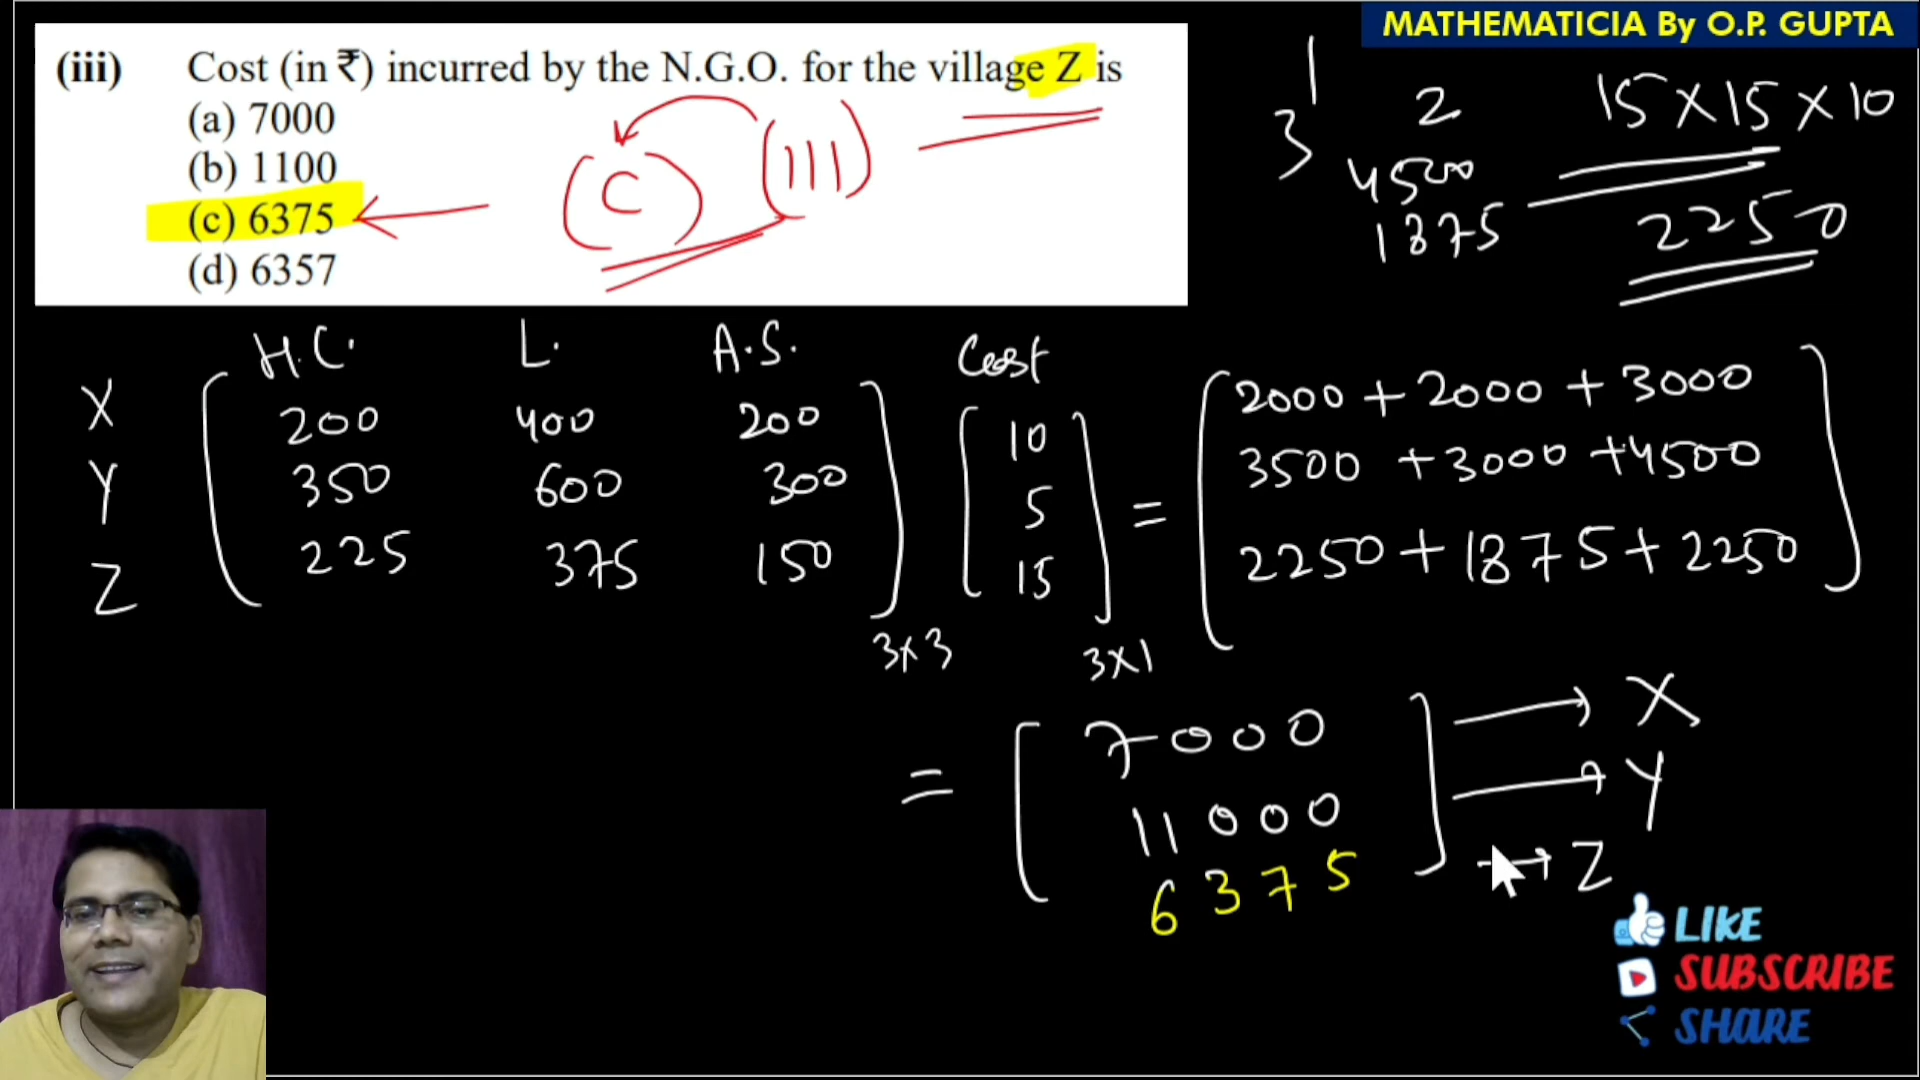 MATHEMATICIA By O.P. GUPTA
(iii) Cost (in ₹) incurred by the N.G.O. for the village Z is
(a) 7000
(b) 1100
(c) 6375
(d) 6357
(C) (III)
1
3
2
4500
1875
15×15×10
2250
H.C. L. A.S. Cost
X 200 400 200 10 2000+2000+3000
Y 350 600 300 5 = 3500+3000+4500
Z 225 375 150 15 2250+1875+2250
3×3 3×1
7000 → X
= 11000 → Y
6375 → Z
LIKE
SUBSCRIBE
SHARE